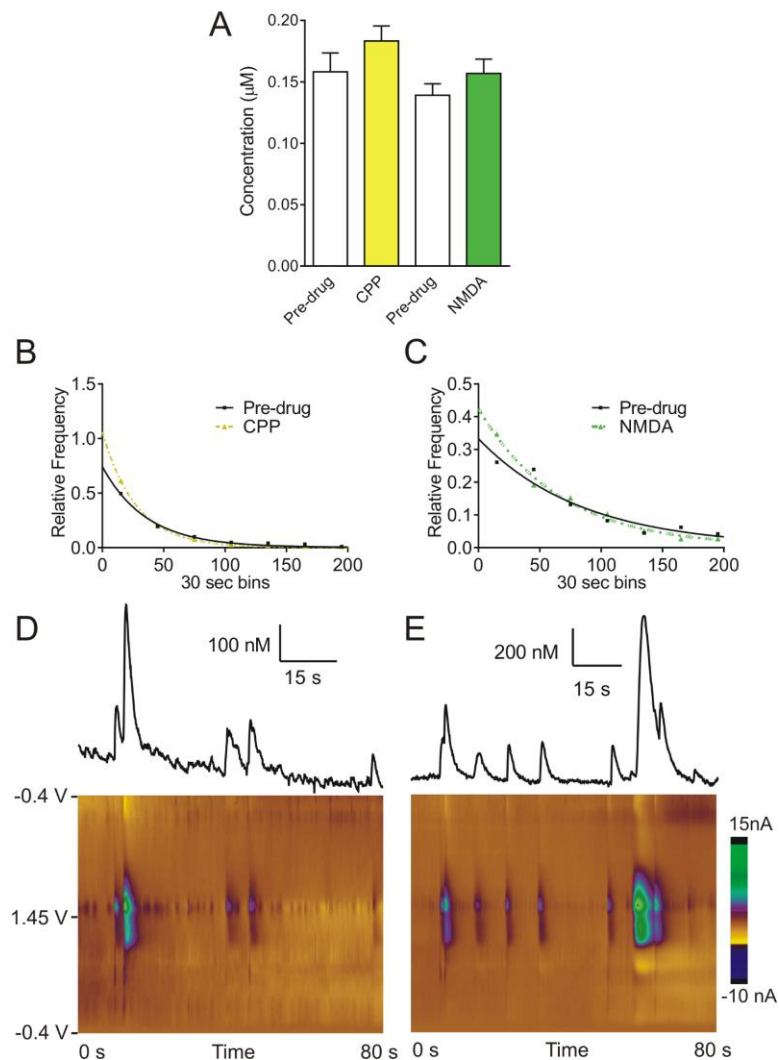 A
Concentration (µM)
0.20
0.15
0.10
0.05
0.00
Pre-drug
CPP
Pre-drug
NMDA
B
Relative Frequency
1.5
1.0
0.5
0.0
0 50 100 150 200
30 sec bins
Pre-drug
CPP
C
Relative Frequency
0.5
0.4
0.3
0.2
0.1
0.0
0 50 100 150 200
30 sec bins
Pre-drug
NMDA
D
100 nM
15 s
E
200 nM
15 s
-0.4 V
1.45 V
-0.4 V
0 s Time 80 s
0 s Time 80 s
15nA
-10 nA